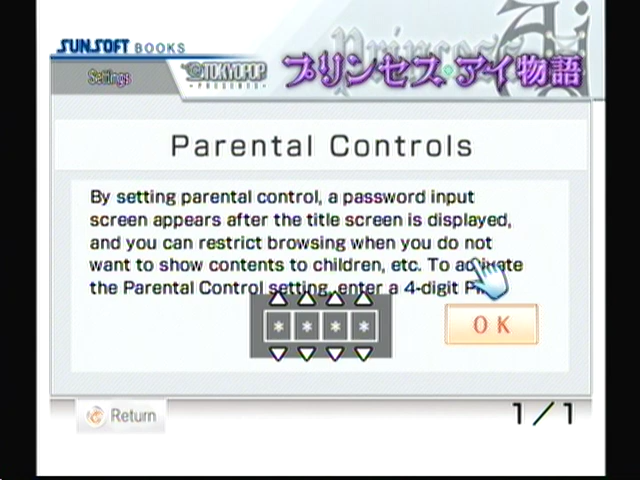 SUNSOFT BOOKS
Princess Ai
Settings
TOKYOPOP
PRESENTS
プリンセス・アイ物語
Parental Controls
By setting parental control, a password input
screen appears after the title screen is displayed,
and you can restrict browsing when you do not
want to show contents to children, etc. To activate
the Parental Control setting, enter a 4-digit
* * * *
OK
Return
1/1